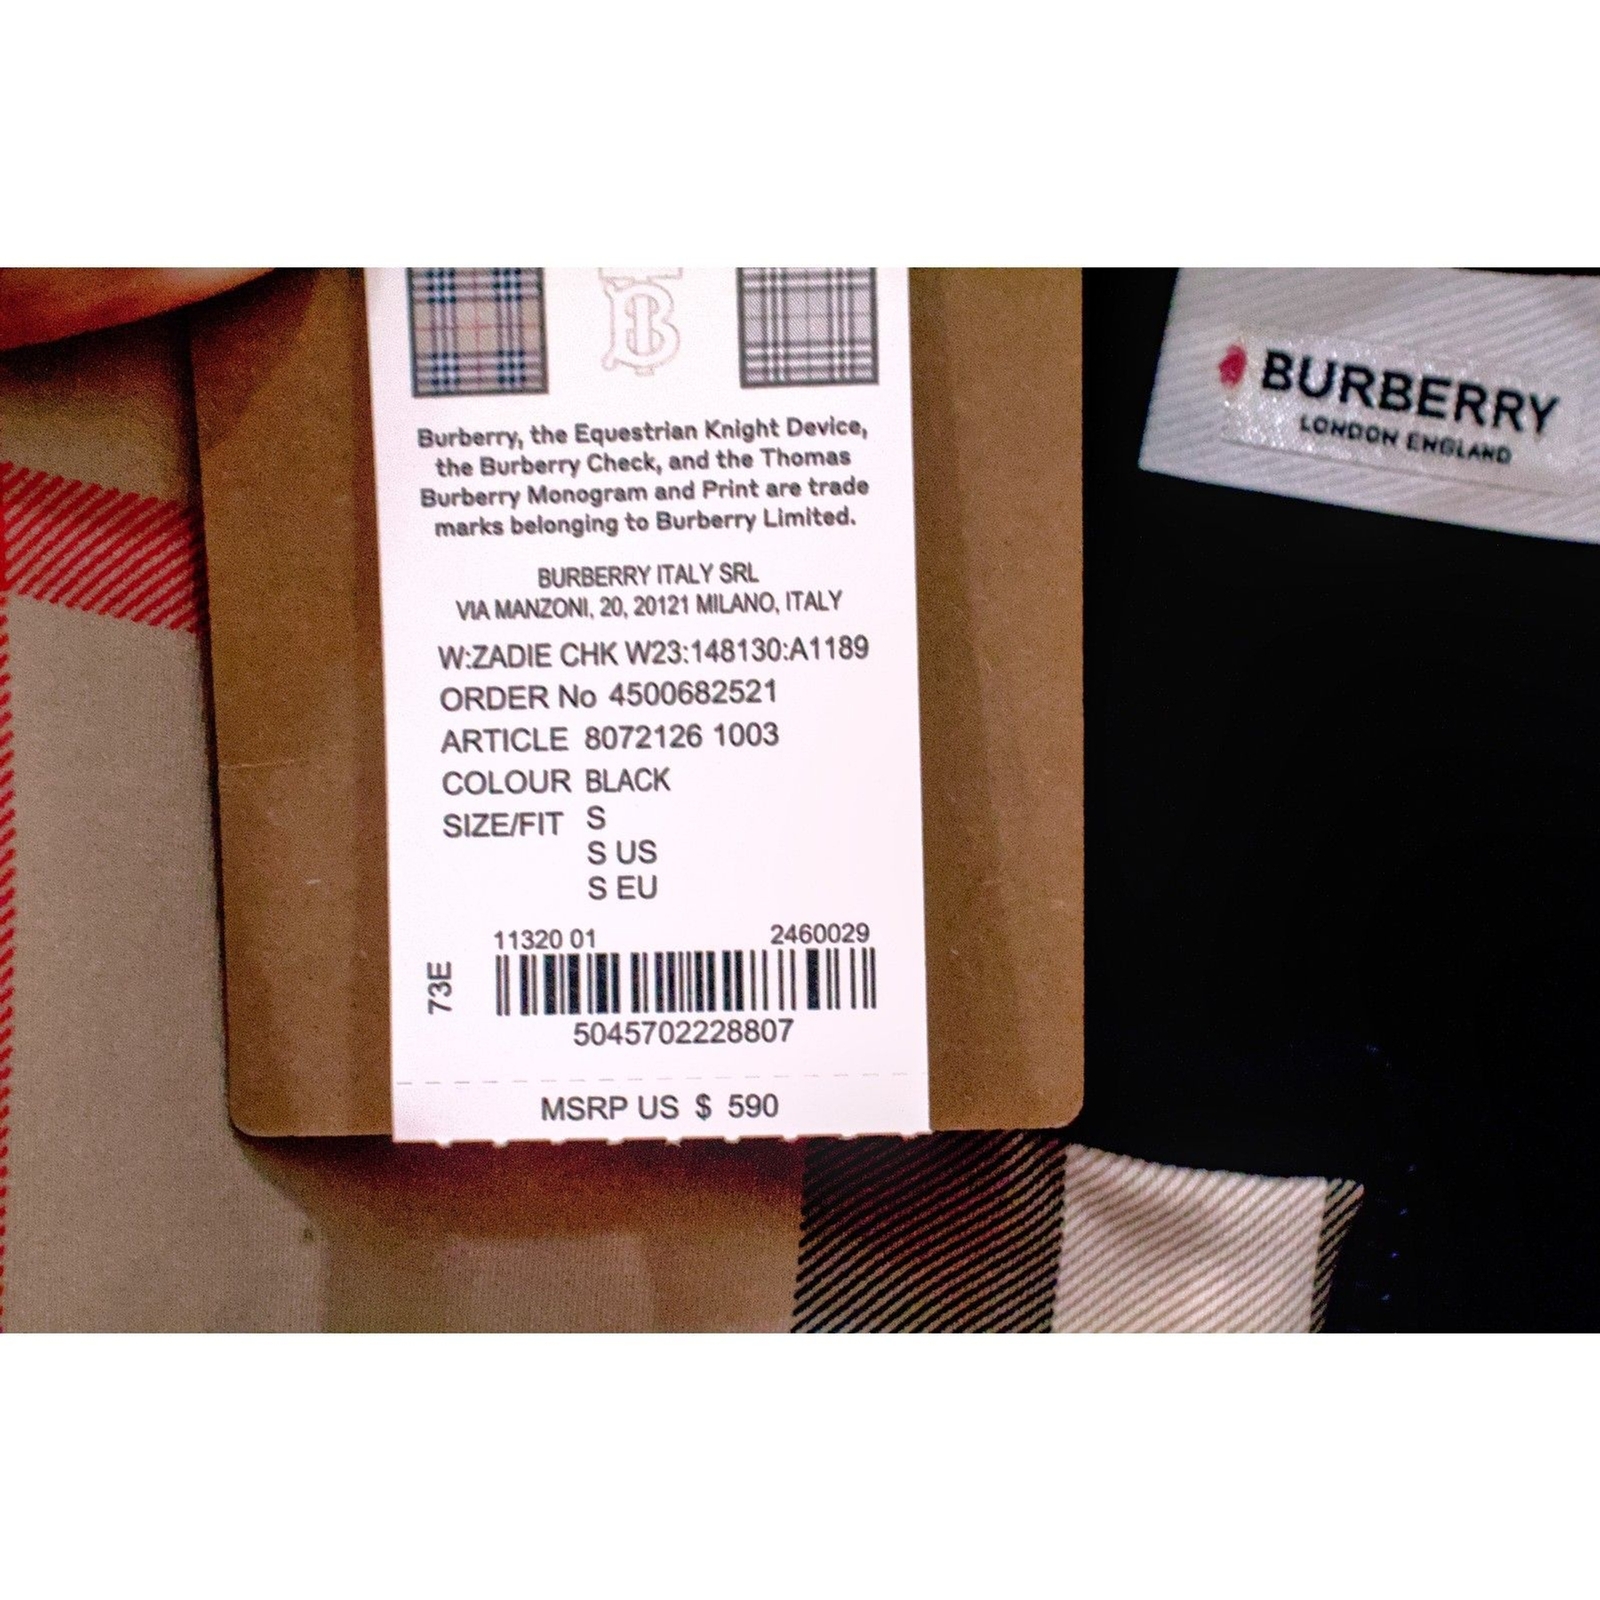 Burberry, the Equestrian Knight Device,
the Burberry Check, and the Thomas
Burberry Monogram and Print are trade
marks belonging to Burberry Limited.
BURBERRY ITALY SRL
VIA MANZONI, 20, 20121 MILANO, ITALY
W:ZADIE CHK W23:148130:A1189
ORDER No 4500682521
ARTICLE 8072126 1003
COLOUR BLACK
SIZE/FIT S
S US
S EU
11320 01 2460029
73E
5045702228807
MSRP US $ 590
BURBERRY
LONDON ENGLAND